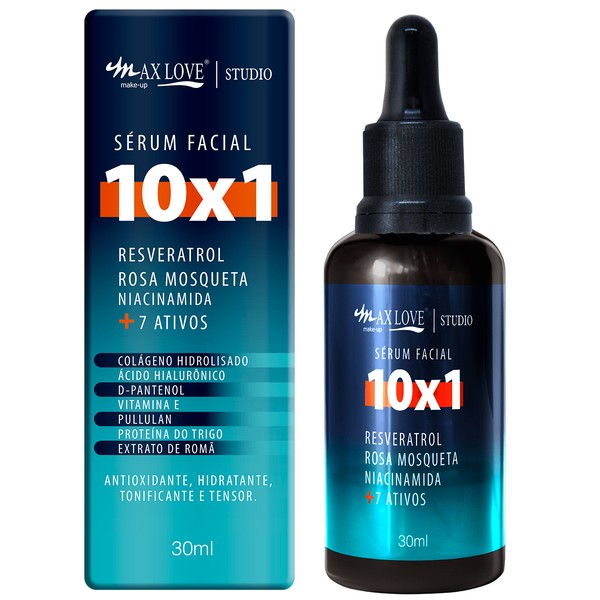 MAX LOVE® | STUDIO
make-up
SÉRUM FACIAL
10x1
RESVERATROL
ROSA MOSQUETA
NIACINAMIDA
+ 7 ATIVOS
COLÁGENO HIDROLISADO
ÁCIDO HIALURÔNICO
D-PANTENOL
VITAMINA E
PULLULAN
PROTEÍNA DO TRIGO
EXTRATO DE ROMÃ
ANTIOXIDANTE, HIDRATANTE,
TONIFICANTE E TENSOR.
30ml
MAX LOVE® | STUDIO
make-up
SÉRUM FACIAL
10x1
RESVERATROL
ROSA MOSQUETA
NIACINAMIDA
+7 ATIVOS
30ml